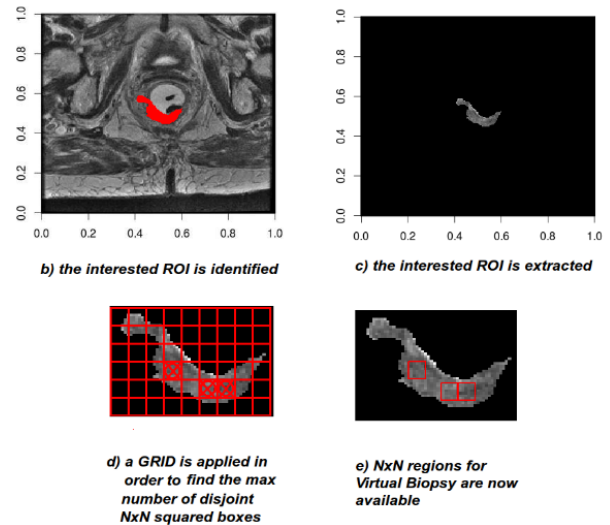 1.0
0.8
0.6
0.4
0.2
0.0
0.0 0.2 0.4 0.6 0.8 1.0
b) the interested ROI is identified
1.0
0.8
0.6
0.4
0.2
0.0
0.0 0.2 0.4 0.6 0.8 1.0
c) the interested ROI is extracted
d) a GRID is applied in
order to find the max
number of disjoint
NxN squared boxes
e) NxN regions for
Virtual Biopsy are now
available